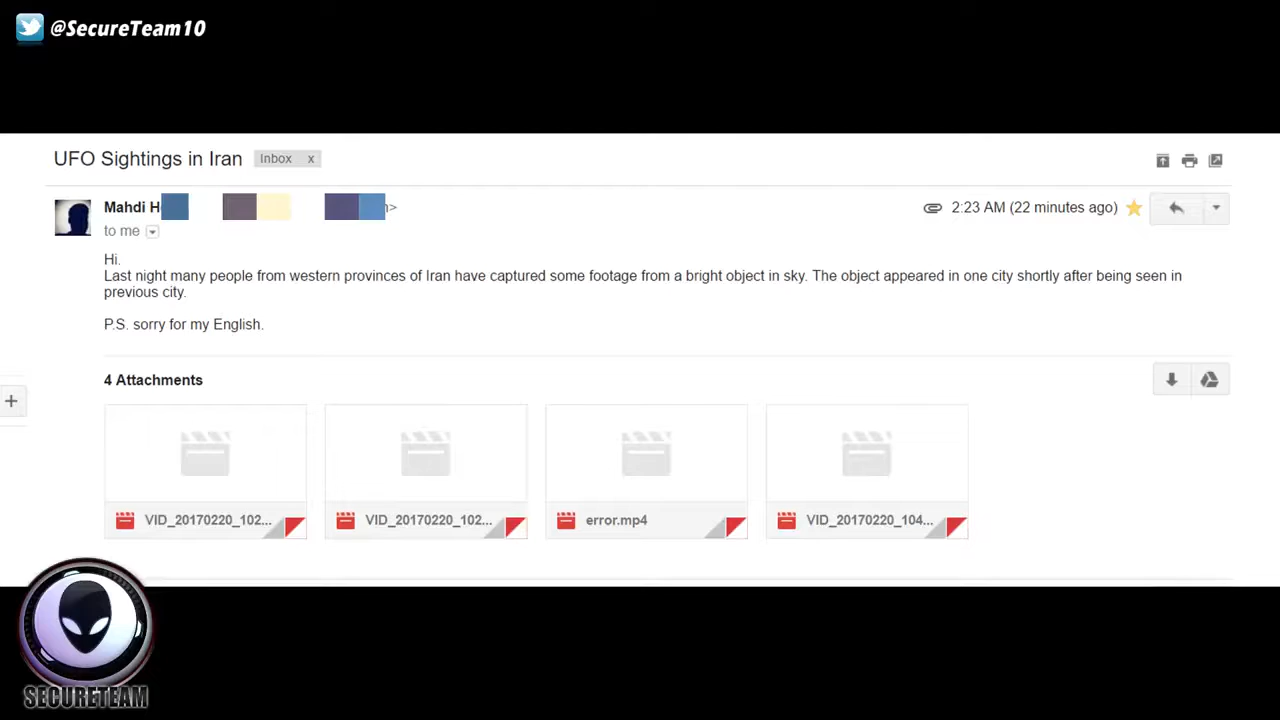 @SecureTeam10
UFO Sightings in Iran Inbox x
Mahdi H
2:23 AM (22 minutes ago)
to me
Hi.
Last night many people from western provinces of Iran have captured some footage from a bright object in sky. The object appeared in one city shortly after being seen in
previous city.
P.S. sorry for my English.
4 Attachments
VID_20170220_102... VID_20170220_102... error.mp4 VID_20170220_104...
SECURETEAM